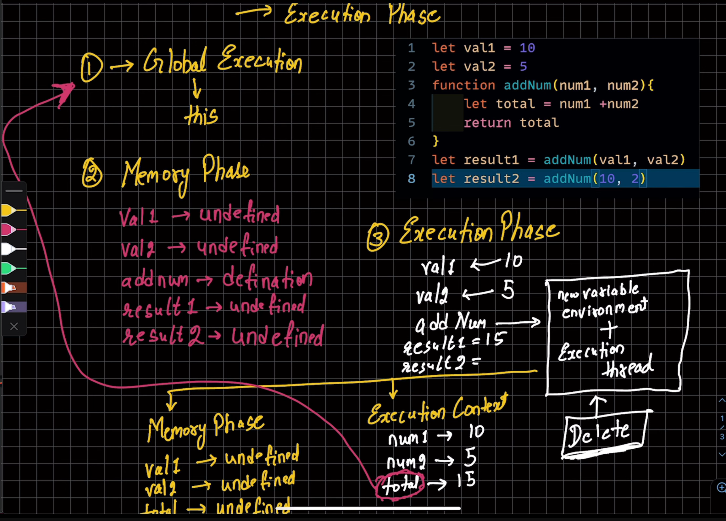 → Execution Phase
① → Global Execution
↓
this
② Memory Phase
val1 → undefined
val2 → undefined
addnum → defination
result1 → undefined
result2 → undefined
1 let val1 = 10
2 let val2 = 5
3 function addNum(num1, num2){
4 let total = num1 +num2
5 return total
6 }
7 let result1 = addNum(val1, val2)
8 let result2 = addNum(10, 2)
③ Execution Phase
val1 ← 10
val2 ← 5
add Num →
result1 = 15
result2 =
new variable
environment
+
Execution
thread
Delete
Memory Phase
val1 → undefined
val2 → undefined
total → undefined
Execution Context
num1 → 10
num2 → 5
total → 15
1
3